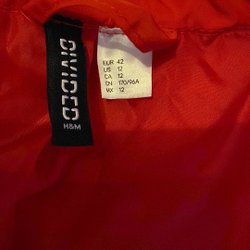 DIVIDED
H&M
EUR 42
US 12
CA 12
CN 170/96A
MX 12